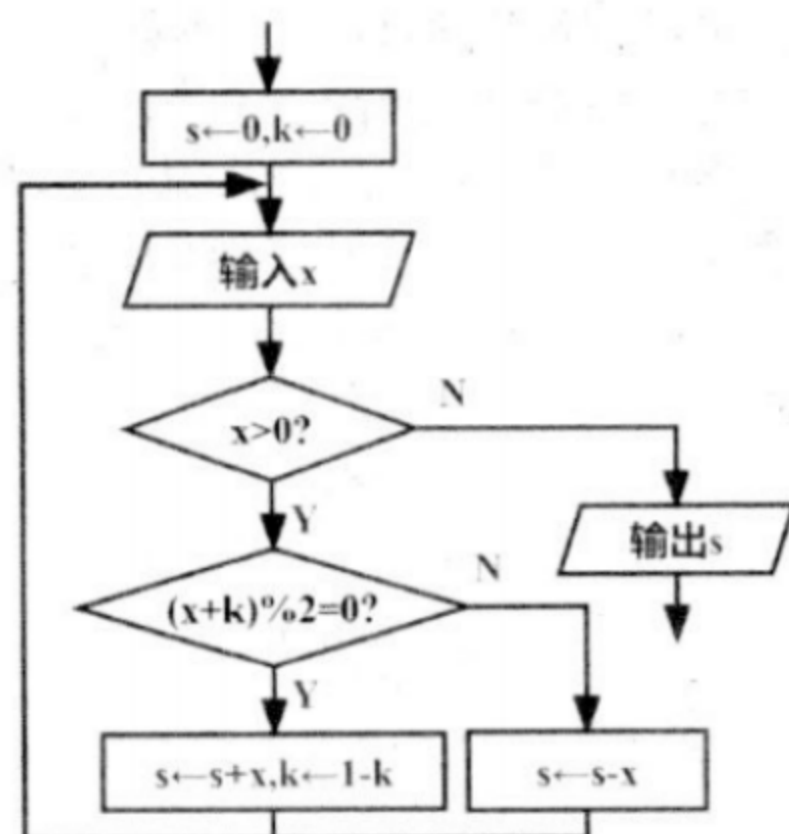 s←0,k←0
输入x
x>0?
N
Y
输出s
(x+k)%2=0?
N
Y
s←s+x,k←1-k
s←s-x